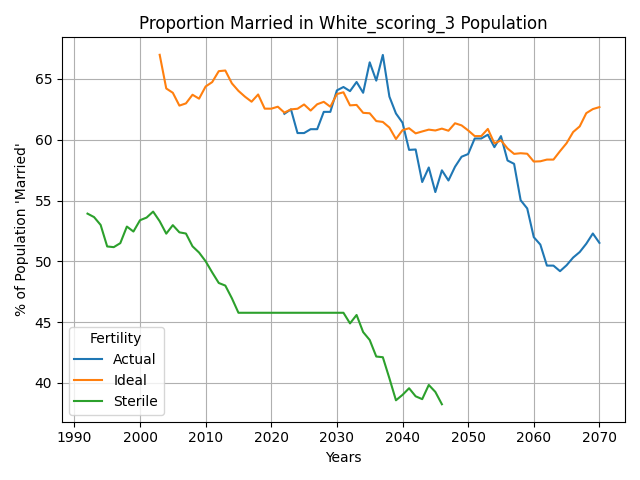 Proportion Married in White_scoring_3 Population
% of Population 'Married'
65
60
55
50
45
40
Fertility
Actual
Ideal
Sterile
1990 2000 2010 2020 2030 2040 2050 2060 2070
Years